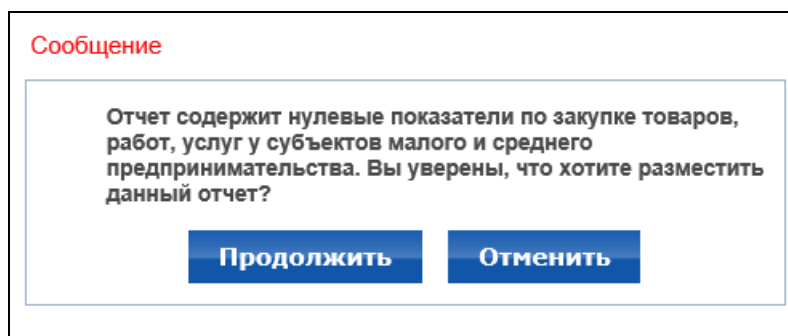 Сообщение
Отчет содержит нулевые показатели по закупке товаров,
работ, услуг у субъектов малого и среднего
предпринимательства. Вы уверены, что хотите разместить
данный отчет?
Продолжить Отменить